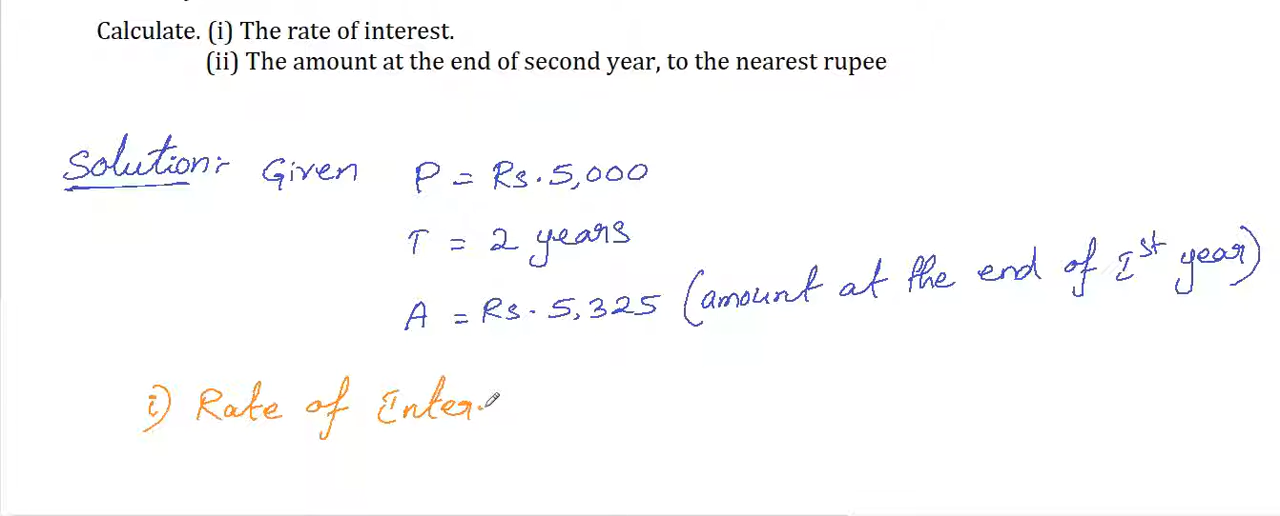 Calculate. (i) The rate of interest.
(ii) The amount at the end of second year, to the nearest rupee
Solution:- Given P = Rs. 5,000
T = 2 years
A = Rs. 5,325 (amount at the end of Ist year)
i) Rate of Inter